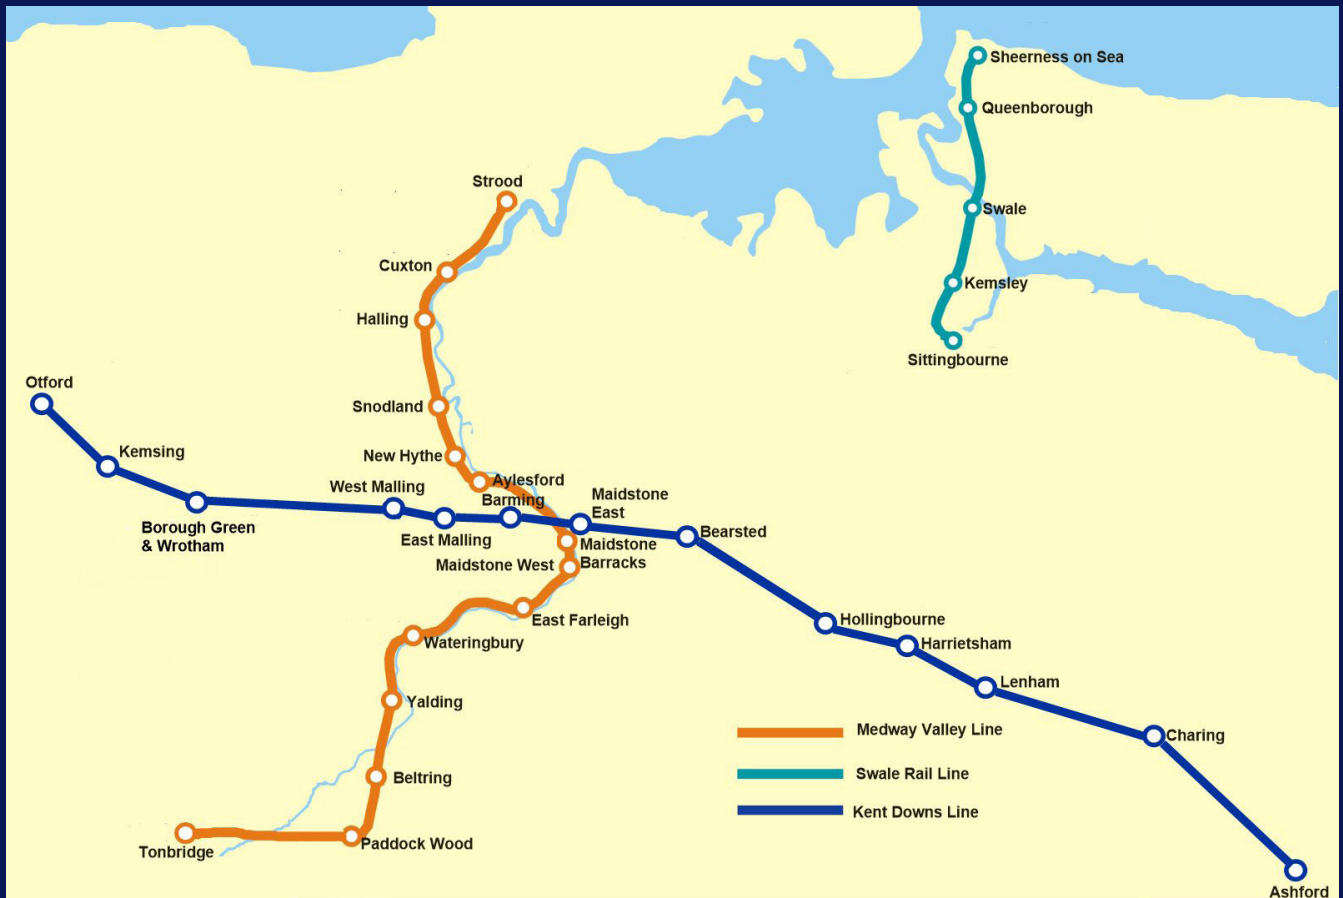 Sheerness on Sea
Queenborough
Strood
Swale
Cuxton
Kemsley
Halling
Sittingbourne
Otford
Snodland
Kemsing
New Hythe
Aylesford
West Malling
Barming
Maidstone
East
Borough Green
& Wrotham
East Malling
Bearsted
Maidstone
Barracks
Maidstone West
East Farleigh
Hollingbourne
Wateringbury
Harrietsham
Lenham
Yalding
Medway Valley Line
Charing
Swale Rail Line
Beltring
Kent Downs Line
Paddock Wood
Tonbridge
Ashford